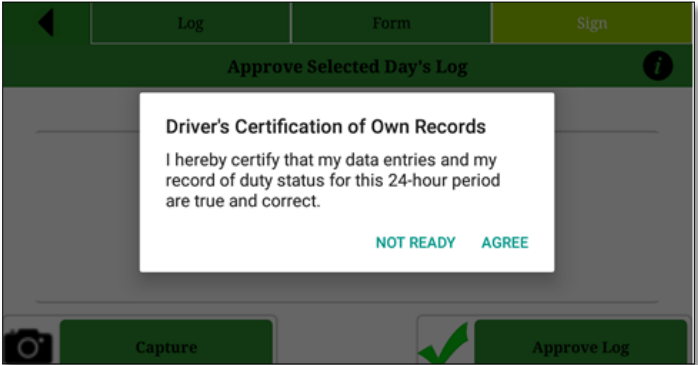 Log
Form
Sign
Approve Selected Day's Log
i
Driver's Certification of Own Records
I hereby certify that my data entries and my
record of duty status for this 24-hour period
are true and correct.
NOT READY
AGREE
Capture
Approve Log